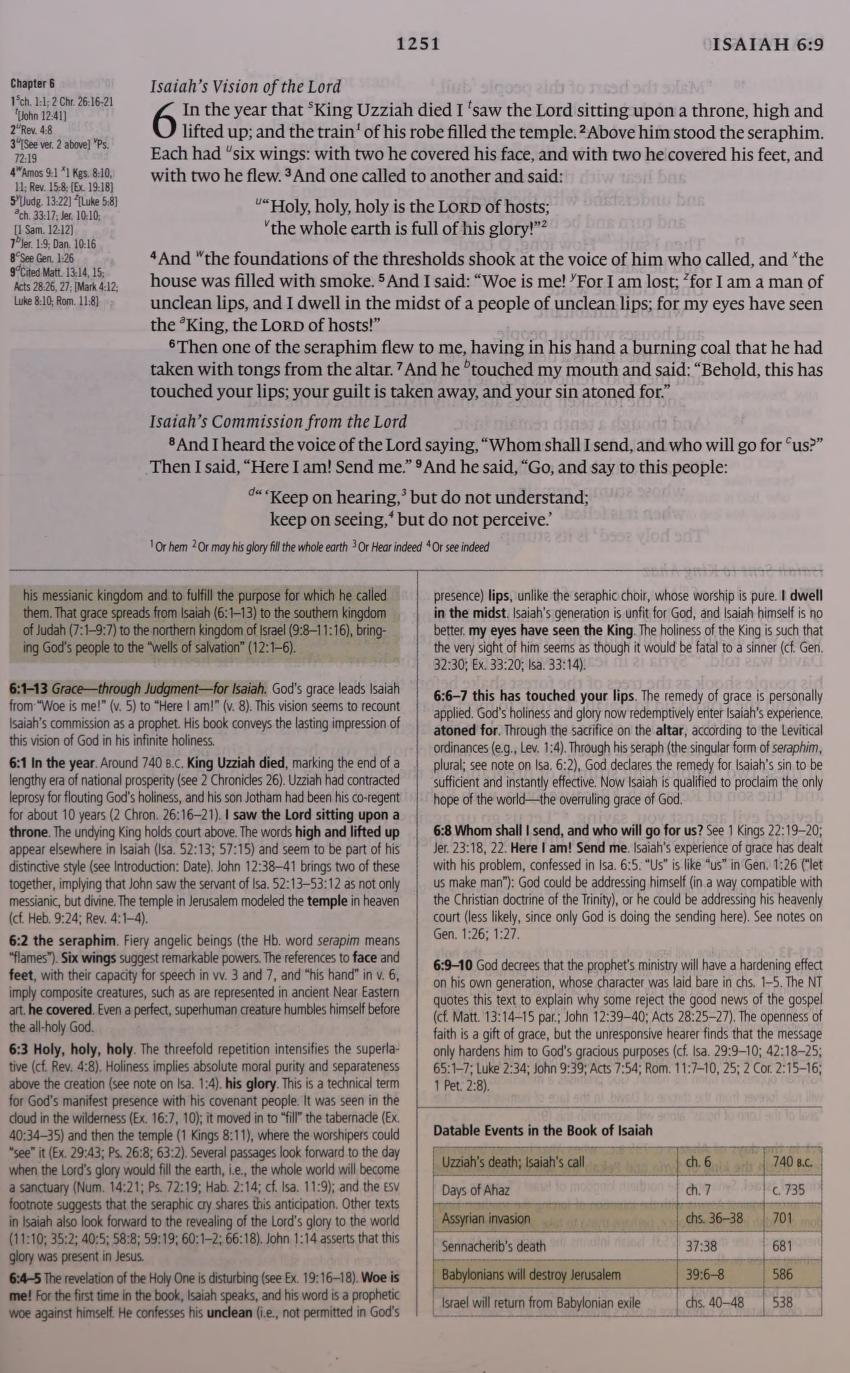 1251
ISAIAH 6:9
Chapter 6
1 s ch. 1:1; 2 Chr. 26:16-21
t [John 12:41]
2 u Rev. 4:8
3 u [See ver. 2 above] v Ps.
72:19
4 w Amos 9:1 x 1 Kgs. 8:10,
11; Rev. 15:8; [Ex. 19:18]
5 y [Judg. 13:22] z [Luke 5:8]
a ch. 33:17; Jer. 10:10;
[1 Sam. 12:12]
7 b Jer. 1:9; Dan. 10:16
8 c See Gen. 1:26
9 d Cited Matt. 13:14, 15;
Acts 28:26, 27; [Mark 4:12;
Luke 8:10; Rom. 11:8]
Isaiah's Vision of the Lord
6 In the year that sKing Uzziah died I tsaw the Lord sitting upon a throne, high and
lifted up; and the train1 of his robe filled the temple. 2Above him stood the seraphim.
Each had usix wings: with two he covered his face, and with two he covered his feet, and
with two he flew. 3And one called to another and said:
u"Holy, holy, holy is the LORD of hosts;
vthe whole earth is full of his glory!"2
4And wthe foundations of the thresholds shook at the voice of him who called, and xthe
house was filled with smoke. 5And I said: "Woe is me! yFor I am lost; zfor I am a man of
unclean lips, and I dwell in the midst of a people of unclean lips; for my eyes have seen
the aKing, the LORD of hosts!"
6Then one of the seraphim flew to me, having in his hand a burning coal that he had
taken with tongs from the altar. 7And he btouched my mouth and said: "Behold, this has
touched your lips; your guilt is taken away, and your sin atoned for."
Isaiah's Commission from the Lord
8And I heard the voice of the Lord saying, "Whom shall I send, and who will go for cus?"
Then I said, "Here I am! Send me." 9And he said, "Go, and say to this people:
d"'Keep on hearing,3 but do not understand;
keep on seeing,4 but do not perceive.'
1 Or hem 2 Or may his glory fill the whole earth 3 Or Hear indeed 4 Or see indeed
his messianic kingdom and to fulfill the purpose for which he called
them. That grace spreads from Isaiah (6:1–13) to the southern kingdom
of Judah (7:1–9:7) to the northern kingdom of Israel (9:8–11:16), bring-
ing God's people to the "wells of salvation" (12:1–6).
6:1–13 Grace—through Judgment—for Isaiah. God's grace leads Isaiah
from "Woe is me!" (v. 5) to "Here I am!" (v. 8). This vision seems to recount
Isaiah's commission as a prophet. His book conveys the lasting impression of
this vision of God in his infinite holiness.
6:1 In the year. Around 740 B.C. King Uzziah died, marking the end of a
lengthy era of national prosperity (see 2 Chronicles 26). Uzziah had contracted
leprosy for flouting God's holiness, and his son Jotham had been his co-regent
for about 10 years (2 Chron. 26:16–21). I saw the Lord sitting upon a
throne. The undying King holds court above. The words high and lifted up
appear elsewhere in Isaiah (Isa. 52:13; 57:15) and seem to be part of his
distinctive style (see Introduction: Date). John 12:38–41 brings two of these
together, implying that John saw the servant of Isa. 52:13–53:12 as not only
messianic, but divine. The temple in Jerusalem modeled the temple in heaven
(cf. Heb. 9:24; Rev. 4:1–4).
6:2 the seraphim. Fiery angelic beings (the Hb. word serapim means
"flames"). Six wings suggest remarkable powers. The references to face and
feet, with their capacity for speech in vv. 3 and 7, and "his hand" in v. 6,
imply composite creatures, such as are represented in ancient Near Eastern
art. he covered. Even a perfect, superhuman creature humbles himself before
the all-holy God.
6:3 Holy, holy, holy. The threefold repetition intensifies the superla-
tive (cf. Rev. 4:8). Holiness implies absolute moral purity and separateness
above the creation (see note on Isa. 1:4). his glory. This is a technical term
for God's manifest presence with his covenant people. It was seen in the
cloud in the wilderness (Ex. 16:7, 10); it moved in to "fill" the tabernacle (Ex.
40:34–35) and then the temple (1 Kings 8:11), where the worshipers could
"see" it (Ex. 29:43; Ps. 26:8; 63:2). Several passages look forward to the day
when the Lord's glory would fill the earth, i.e., the whole world will become
a sanctuary (Num. 14:21; Ps. 72:19; Hab. 2:14; cf. Isa. 11:9); and the ESV
footnote suggests that the seraphic cry shares this anticipation. Other texts
in Isaiah also look forward to the revealing of the Lord's glory to the world
(11:10; 35:2; 40:5; 58:8; 59:19; 60:1–2; 66:18). John 1:14 asserts that this
glory was present in Jesus.
6:4–5 The revelation of the Holy One is disturbing (see Ex. 19:16–18). Woe is
me! For the first time in the book, Isaiah speaks, and his word is a prophetic
woe against himself. He confesses his unclean (i.e., not permitted in God's
presence) lips, unlike the seraphic choir, whose worship is pure. I dwell
in the midst. Isaiah's generation is unfit for God, and Isaiah himself is no
better. my eyes have seen the King. The holiness of the King is such that
the very sight of him seems as though it would be fatal to a sinner (cf. Gen.
32:30; Ex. 33:20; Isa. 33:14).
6:6–7 this has touched your lips. The remedy of grace is personally
applied. God's holiness and glory now redemptively enter Isaiah's experience.
atoned for. Through the sacrifice on the altar, according to the Levitical
ordinances (e.g., Lev. 1:4). Through his seraph (the singular form of seraphim,
plural; see note on Isa. 6:2), God declares the remedy for Isaiah's sin to be
sufficient and instantly effective. Now Isaiah is qualified to proclaim the only
hope of the world—the overruling grace of God.
6:8 Whom shall I send, and who will go for us? See 1 Kings 22:19–20;
Jer. 23:18, 22. Here I am! Send me. Isaiah's experience of grace has dealt
with his problem, confessed in Isa. 6:5. "Us" is like "us" in Gen. 1:26 ("let
us make man"): God could be addressing himself (in a way compatible with
the Christian doctrine of the Trinity), or he could be addressing his heavenly
court (less likely, since only God is doing the sending here). See notes on
Gen. 1:26; 1:27.
6:9–10 God decrees that the prophet's ministry will have a hardening effect
on his own generation, whose character was laid bare in chs. 1–5. The NT
quotes this text to explain why some reject the good news of the gospel
(cf. Matt. 13:14–15 par.; John 12:39–40; Acts 28:25–27). The openness of
faith is a gift of grace, but the unresponsive hearer finds that the message
only hardens him to God's gracious purposes (cf. Isa. 29:9–10; 42:18–25;
65:1–7; Luke 2:34; John 9:39; Acts 7:54; Rom. 11:7–10, 25; 2 Cor. 2:15–16;
1 Pet. 2:8).
Datable Events in the Book of Isaiah
Uzziah's death; Isaiah's call ch. 6 740 B.C.
Days of Ahaz ch. 7 c. 735
Assyrian invasion chs. 36–38 701
Sennacherib's death 37:38 681
Babylonians will destroy Jerusalem 39:6–8 586
Israel will return from Babylonian exile chs. 40–48 538